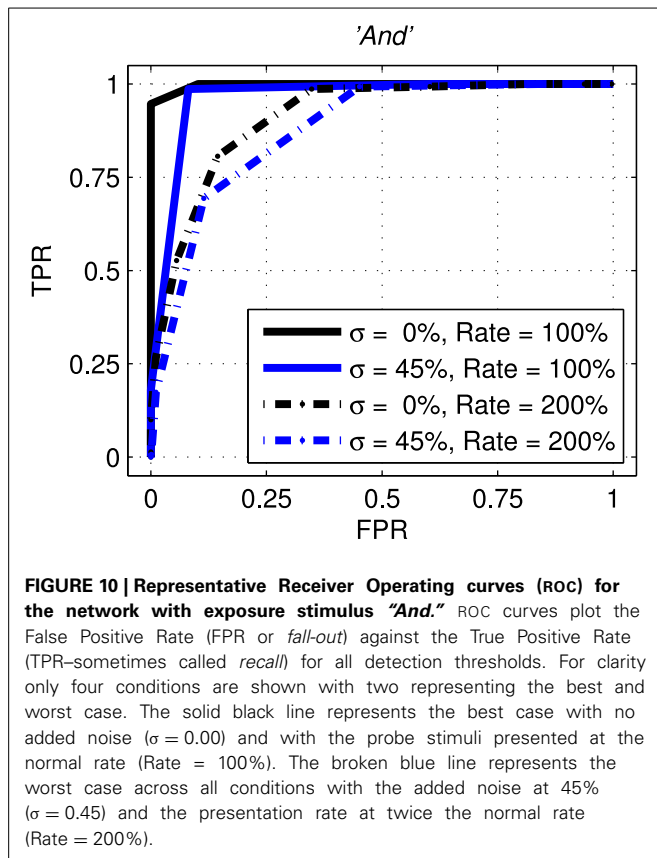 'And'
1
0.75
0.5
0.25
0
TPR
σ = 0%, Rate = 100%
σ = 45%, Rate = 100%
σ = 0%, Rate = 200%
σ = 45%, Rate = 200%
0 0.25 0.5 0.75 1
FPR
FIGURE 10 | Representative Receiver Operating curves (ROC) for
the network with exposure stimulus "And." ROC curves plot the
False Positive Rate (FPR or fall-out) against the True Positive Rate
(TPR–sometimes called recall) for all detection thresholds. For clarity
only four conditions are shown with two representing the best and
worst case. The solid black line represents the best case with no
added noise (σ = 0.00) and with the probe stimuli presented at the
normal rate (Rate = 100%). The broken blue line represents the
worst case across all conditions with the added noise at 45%
(σ = 0.45) and the presentation rate at twice the normal rate
(Rate = 200%).